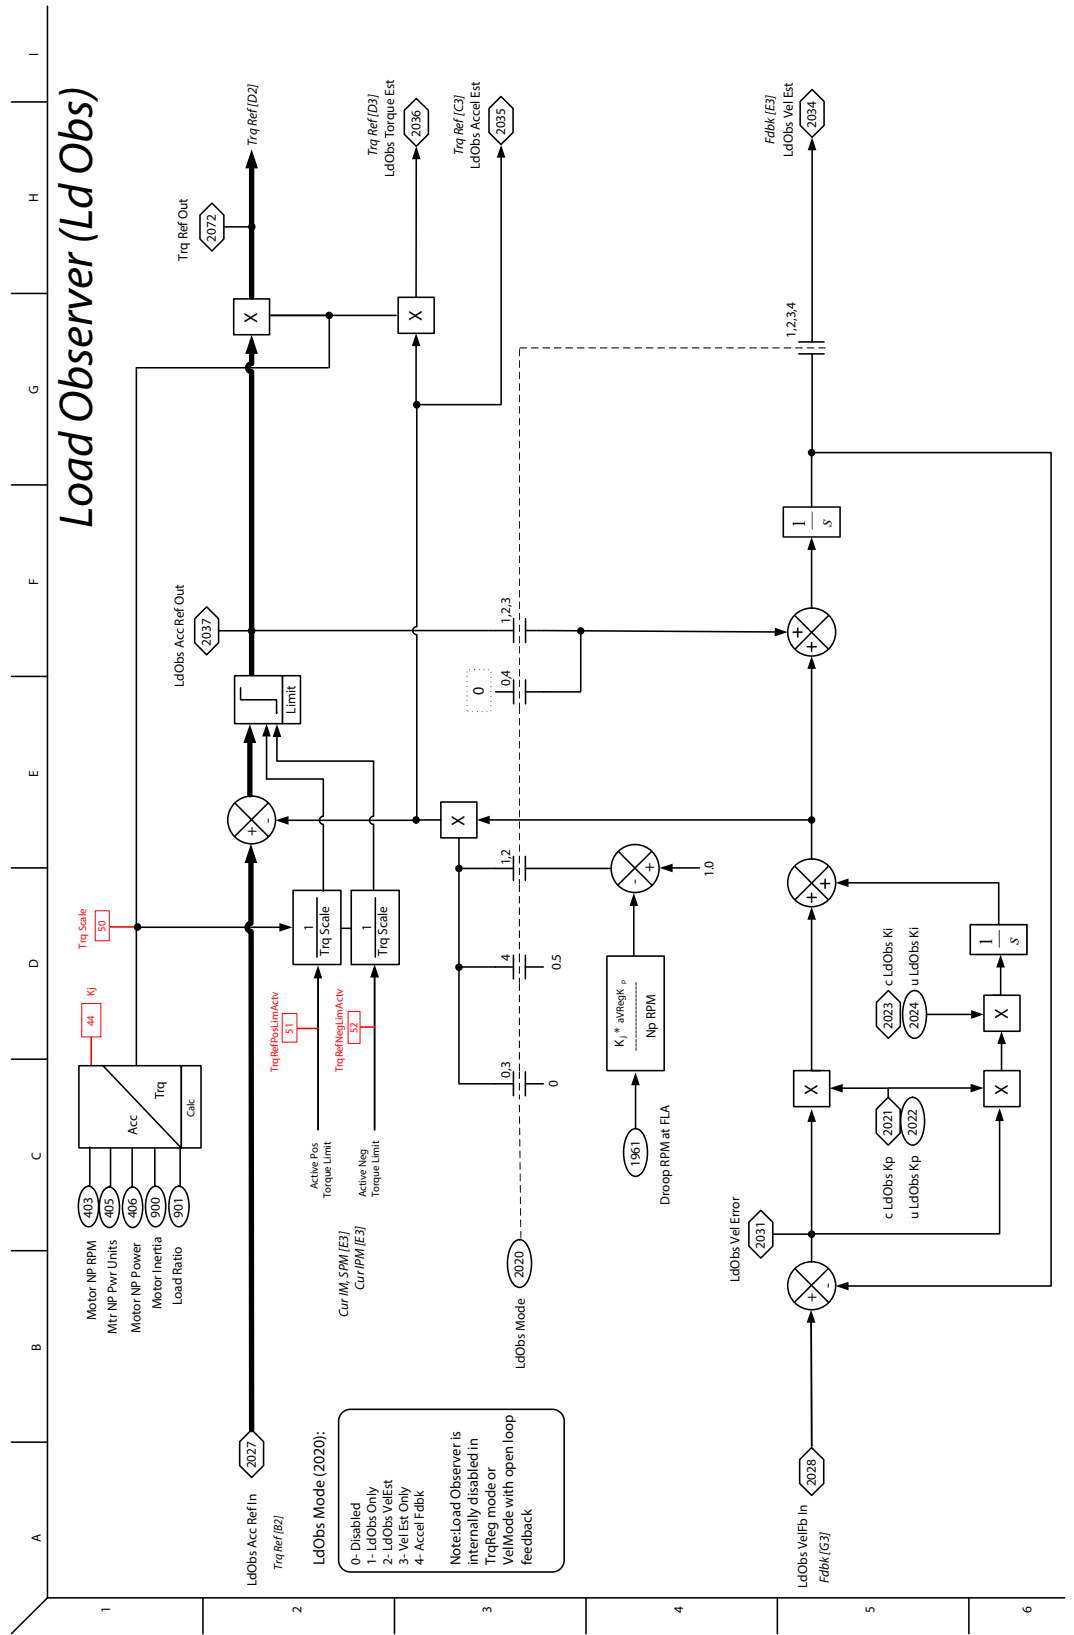 Load Observer (Ld Obs)
A
B
C
D
E
F
G
H
I
1
2
3
4
5
6
Motor NP RPM
403
Mtr NP Pwr Units
405
Motor NP Power
406
Motor Inertia
900
Load Ratio
901
Acc
Trq
Calc
44
Kj
Trq Scale
50
LdObs Acc Ref In
Trq Ref [B2]
2027
+
-
Limit
LdObs Acc Ref Out
2037
X
Trq Ref Out
2072
Trq Ref [D2]
1
Trq Scale
1
Trq Scale
TrqRefPosLimActv
51
TrqRefNegLimActv
52
Active Pos
Torque Limit
Active Neg
Torque Limit
Cur IM, SPM [E3]
Cur IPM [E3]
X
Trq Ref [D3]
LdObs Torque Est
2036
Trq Ref [C3]
LdObs Accel Est
2035
LdObs Mode (2020):
0- Disabled
1- LdObs Only
2- LdObs VelEst
3- Vel Est Only
4- Accel Fdbk
Note:Load Observer is
internally disabled in
TrqReg mode or
VelMode with open loop
feedback
LdObs Mode
2020
0,3
0
4
0.5
1,2
X
0
0,4
1,2,3
Droop RPM at FLA
1961
Kj * aVRegK p
Np RPM
-
+
1.0
LdObs VelFb In
Fdbk [G3]
2028
+
-
LdObs Vel Error
2031
X
c LdObs Kp
2021
u LdObs Kp
2022
X
c LdObs Ki
2023
u LdObs Ki
2024
X
1
s
+
+
+
+
1
s
1,2,3,4
Fdbk [E3]
LdObs Vel Est
2034